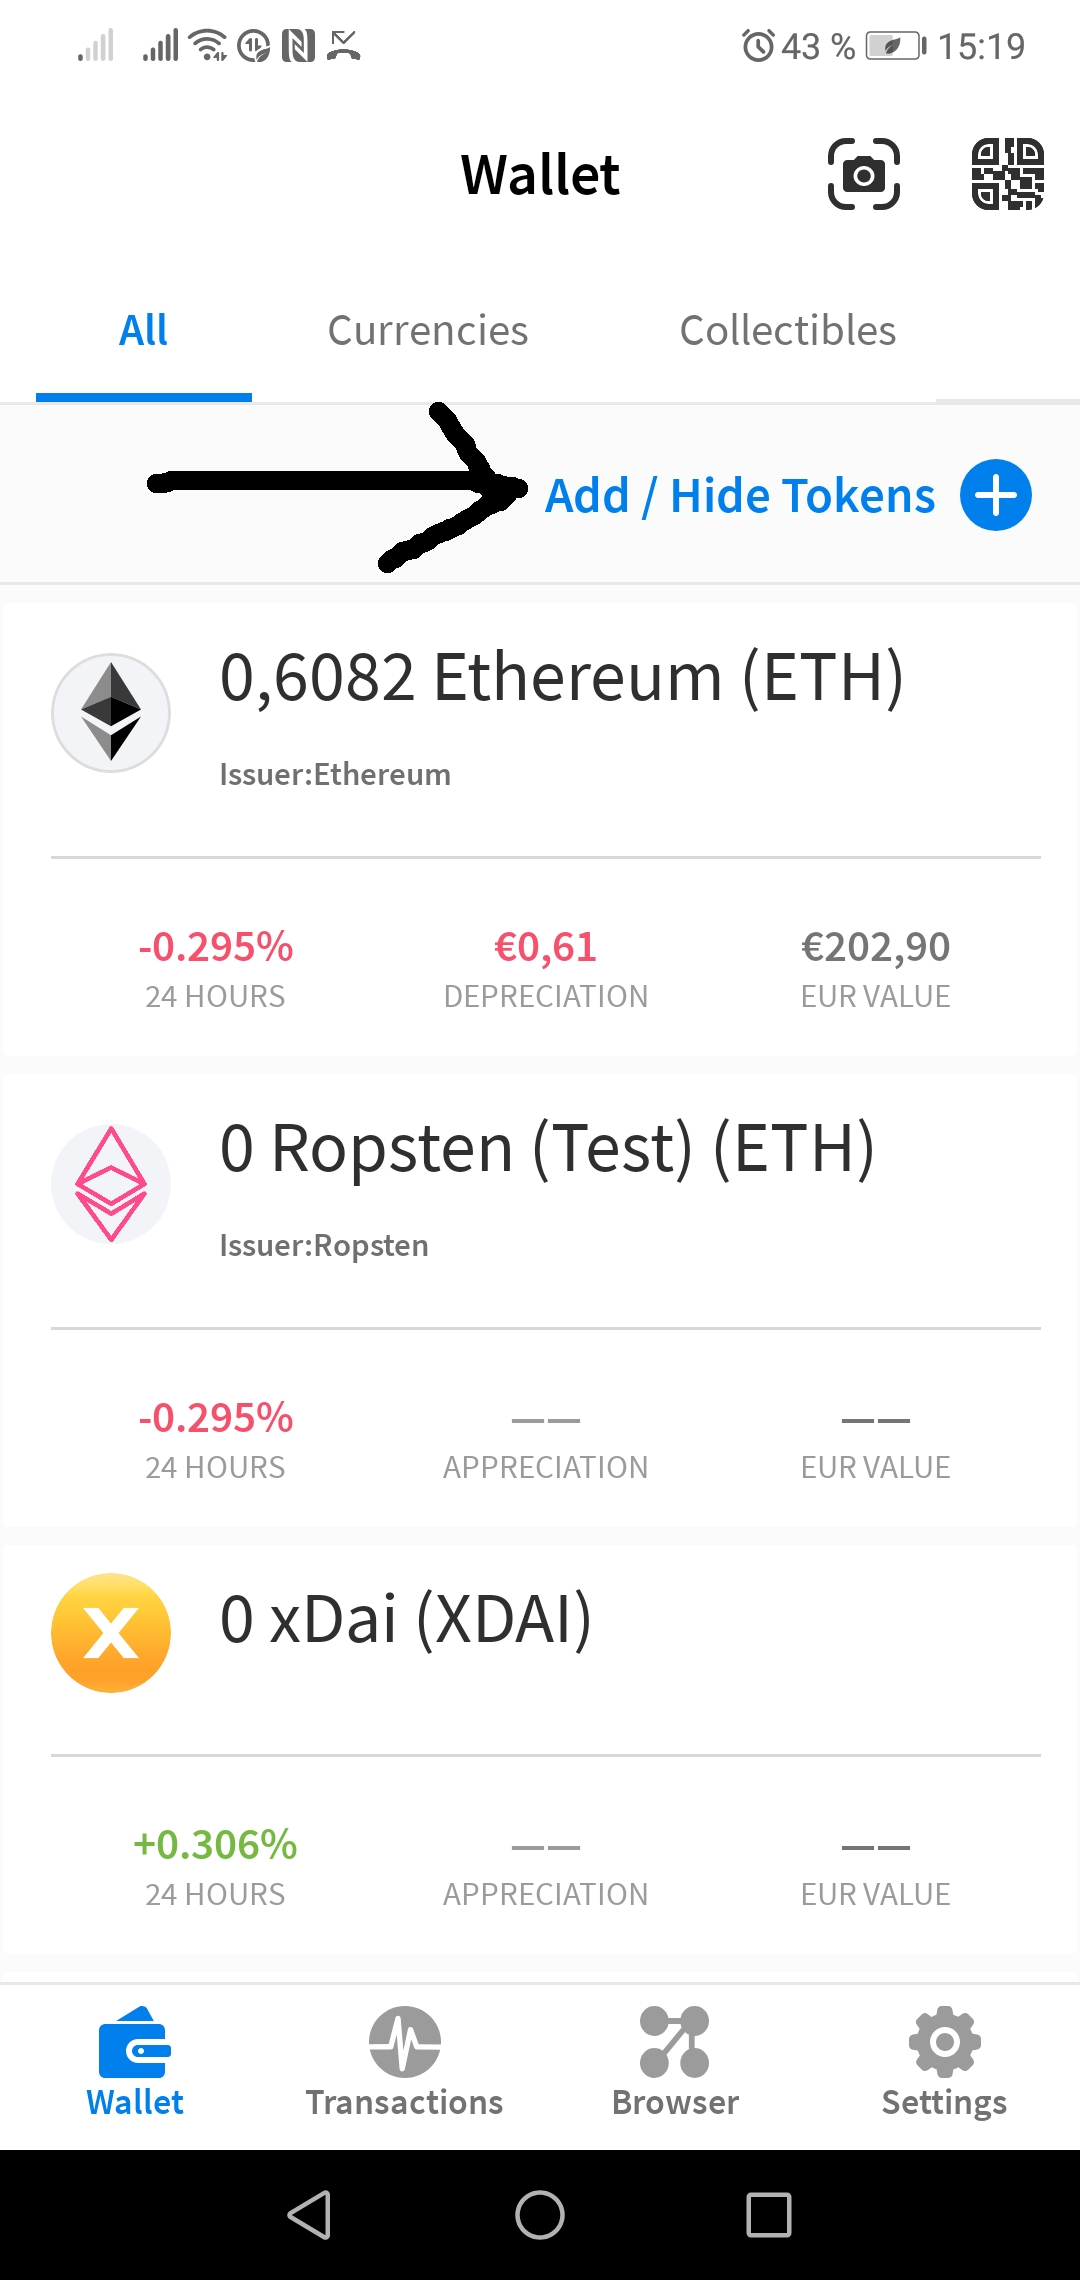 43 % 15:19
Wallet
All Currencies Collectibles
Add / Hide Tokens
0,6082 Ethereum (ETH)
Issuer:Ethereum
-0.295% €0,61 €202,90
24 HOURS DEPRECIATION EUR VALUE
0 Ropsten (Test) (ETH)
Issuer:Ropsten
-0.295% —— ——
24 HOURS APPRECIATION EUR VALUE
0 xDai (XDAI)
+0.306% —— ——
24 HOURS APPRECIATION EUR VALUE
Wallet Transactions Browser Settings